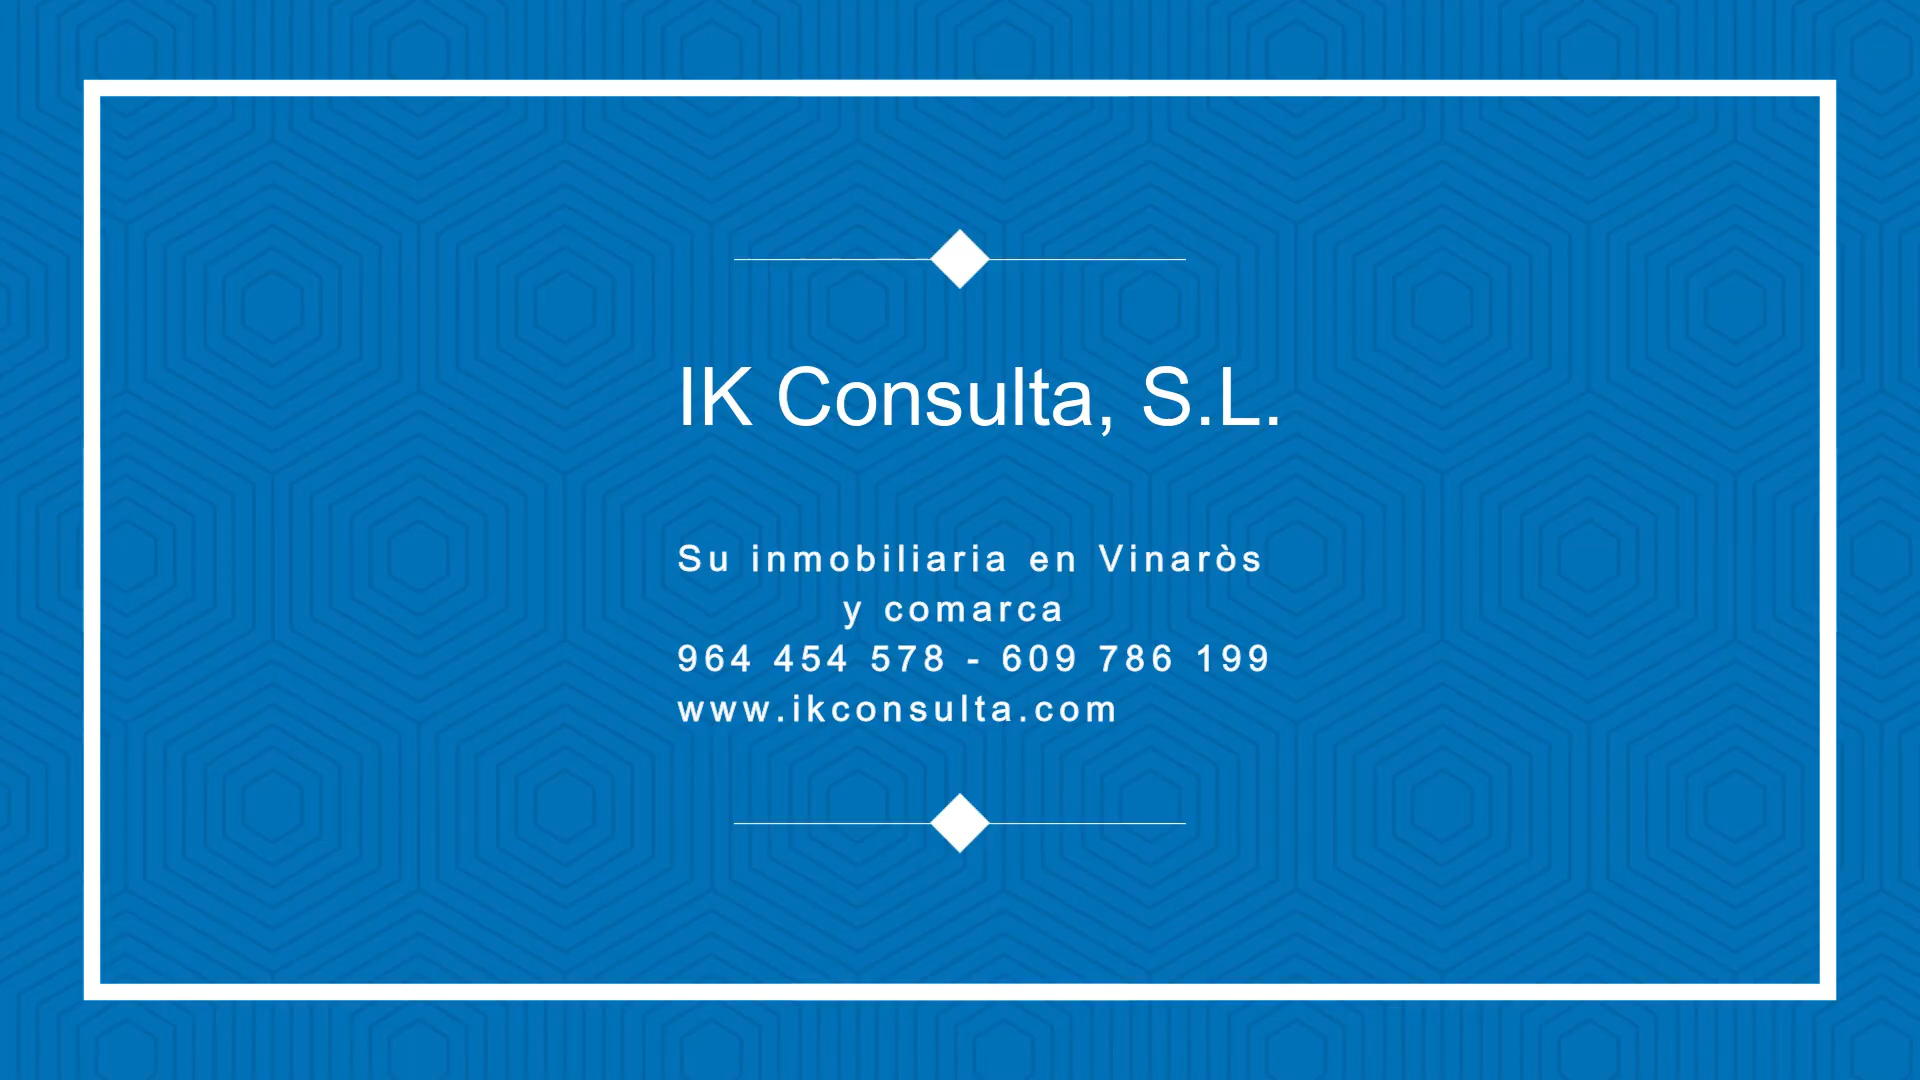 IK Consulta, S.L.
Su inmobiliaria en Vinaròs
y comarca
964 454 578 - 609 786 199
www.ikconsulta.com